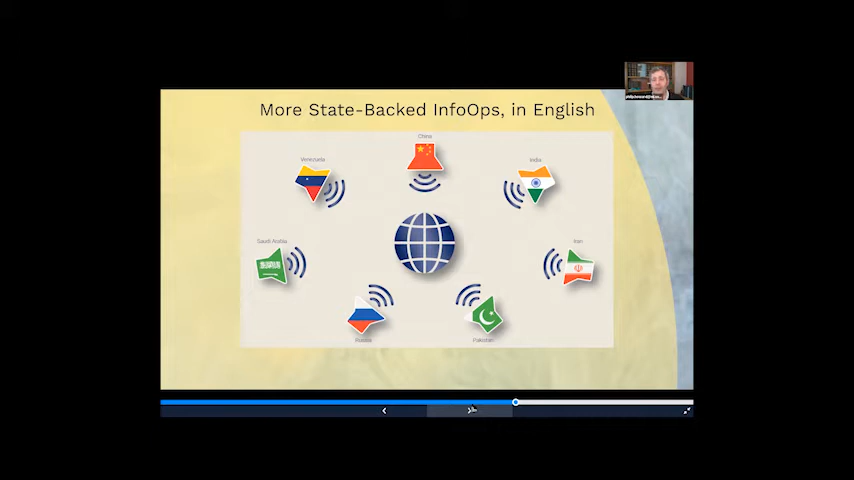 More State-Backed InfoOps, in English
China
Venezuela
India
Saudi Arabia
Iran
Russia
Pakistan